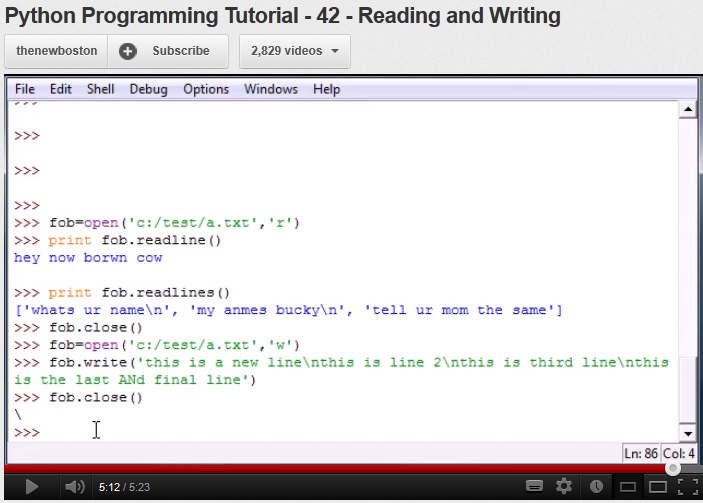 Python Programming Tutorial - 42 - Reading and Writing
thenewboston Subscribe 2,829 videos
File Edit Shell Debug Options Windows Help
>>>
>>>
>>>
>>>
>>> fob=open('c:/test/a.txt','r')
>>> print fob.readline()
hey now borwn cow
>>> print fob.readlines()
['whats ur name\n', 'my anmes bucky\n', 'tell ur mom the same']
>>> fob.close()
>>> fob=open('c:/test/a.txt','w')
>>> fob.write('this is a new line\nthis is line 2\nthis is third line\nthis
is the last ANd final line')
>>> fob.close()
\
>>>
Ln: 86 Col: 4
5:12 / 5:23